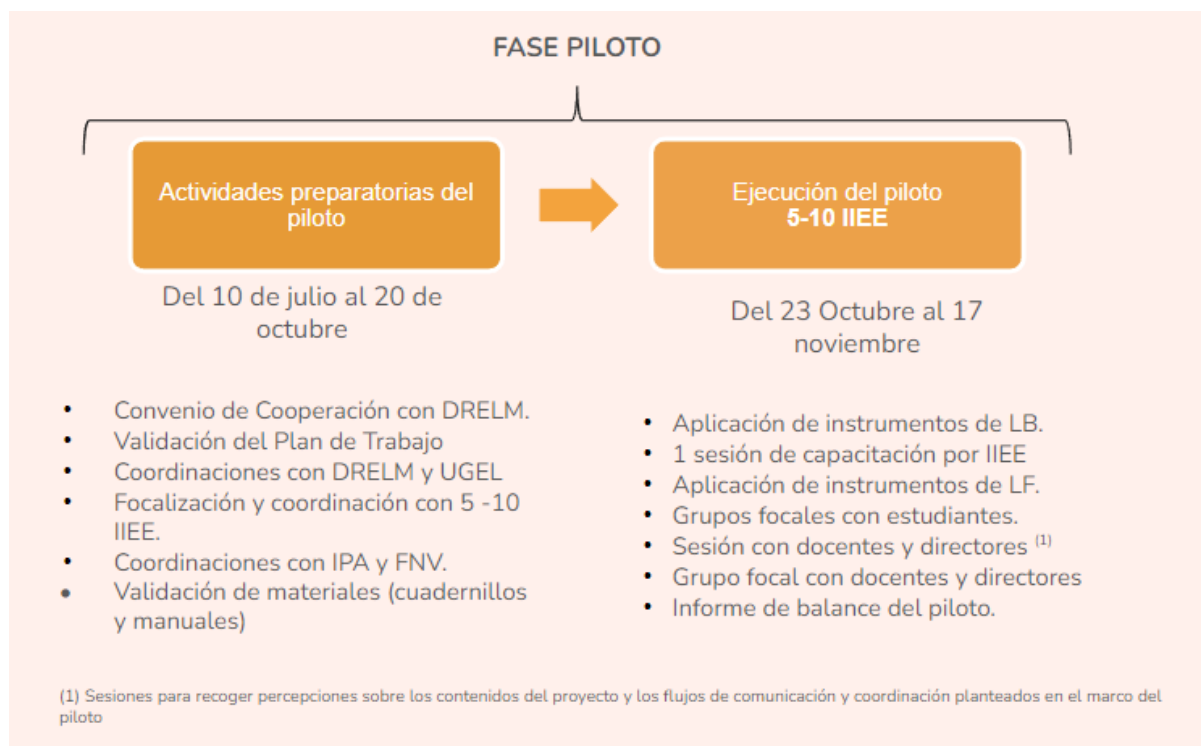 FASE PILOTO
Actividades preparatorias del
piloto
Del 10 de julio al 20 de
octubre
• Convenio de Cooperación con DRELM.
• Validación del Plan de Trabajo
• Coordinaciones con DRELM y UGEL
• Focalización y coordinación con 5 -10
IIEE.
• Coordinaciones con IPA y FNV.
• Validación de materiales (cuadernillos
y manuales)
Ejecución del piloto
5-10 IIEE
Del 23 Octubre al 17
noviembre
• Aplicación de instrumentos de LB.
• 1 sesión de capacitación por IIEE
• Aplicación de instrumentos de LF.
• Grupos focales con estudiantes.
• Sesión con docentes y directores (1)
• Grupo focal con docentes y directores
• Informe de balance del piloto.
(1) Sesiones para recoger percepciones sobre los contenidos del proyecto y los flujos de comunicación y coordinación planteados en el marco del
piloto